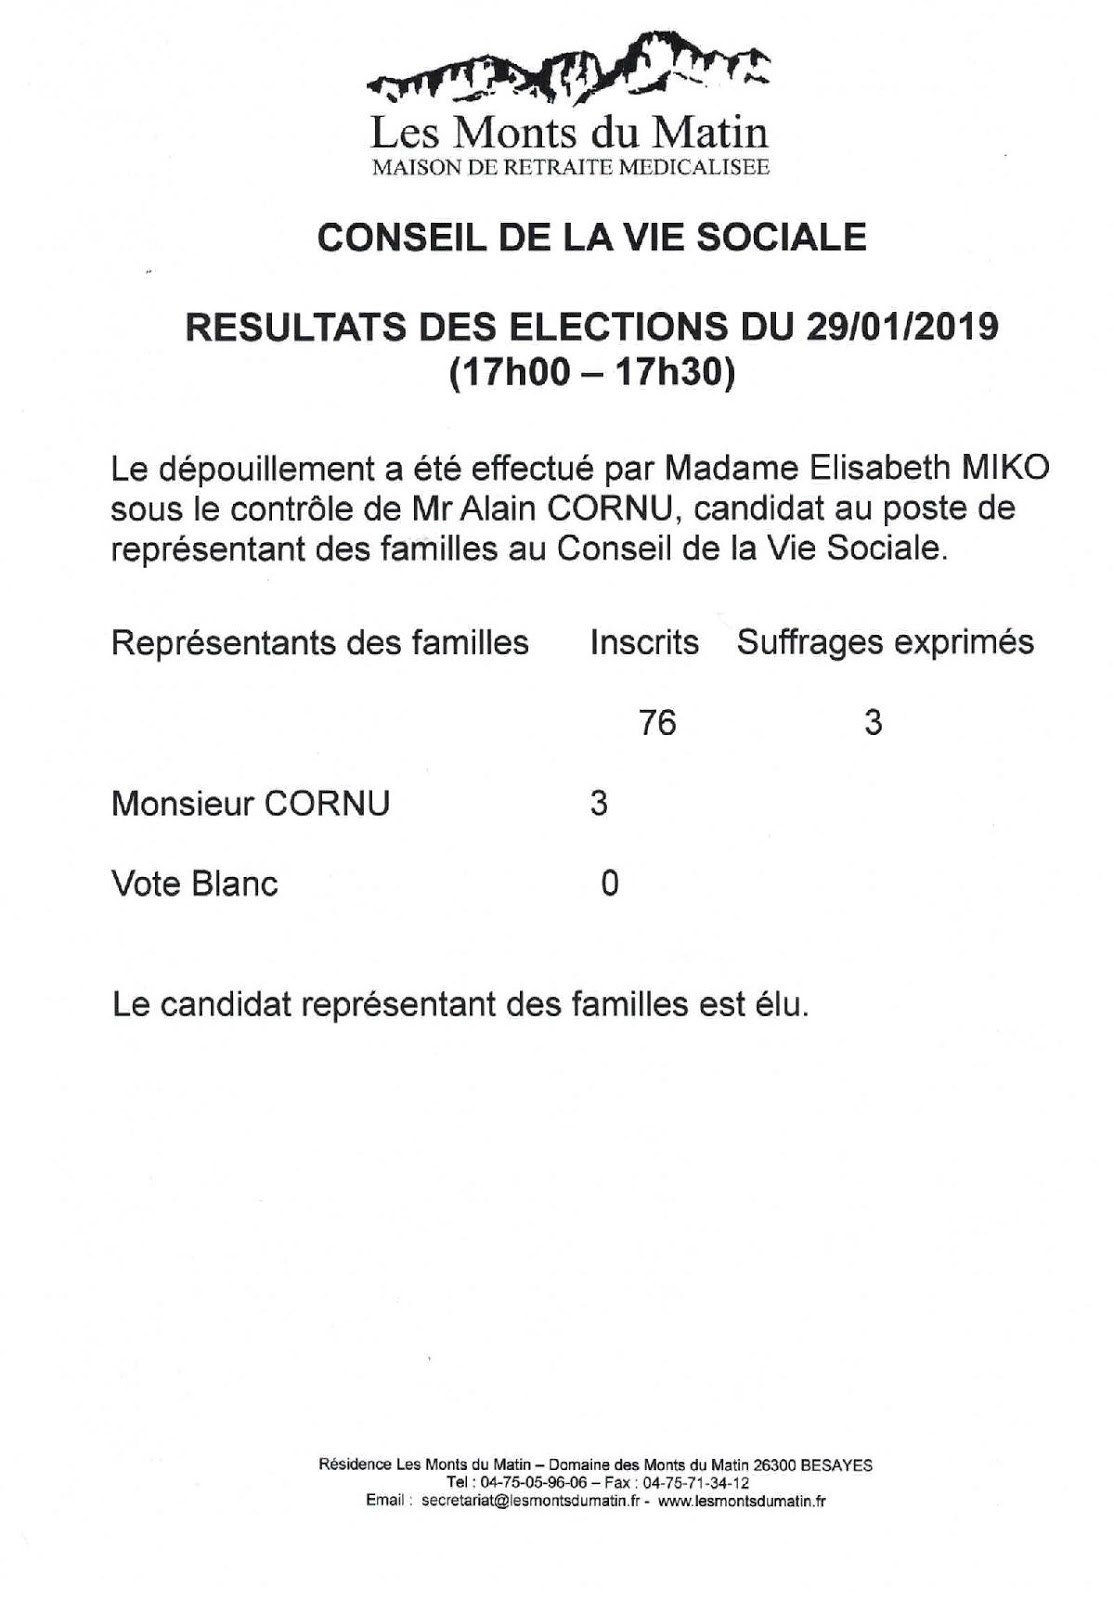 Les Monts du Matin
MAISON DE RETRAITE MEDICALISEE
CONSEIL DE LA VIE SOCIALE
RESULTATS DES ELECTIONS DU 29/01/2019
(17h00 – 17h30)
Le dépouillement a été effectué par Madame Elisabeth MIKO
sous le contrôle de Mr Alain CORNU, candidat au poste de
représentant des familles au Conseil de la Vie Sociale.
Représentants des familles Inscrits Suffrages exprimés
76 3
Monsieur CORNU 3
Vote Blanc 0
Le candidat représentant des familles est élu.
Résidence Les Monts du Matin – Domaine des Monts du Matin 26300 BESAYES
Tel : 04-75-05-96-06 – Fax : 04-75-71-34-12
Email : secretariat@lesmontsdumatin.fr - www.lesmontsdumatin.fr